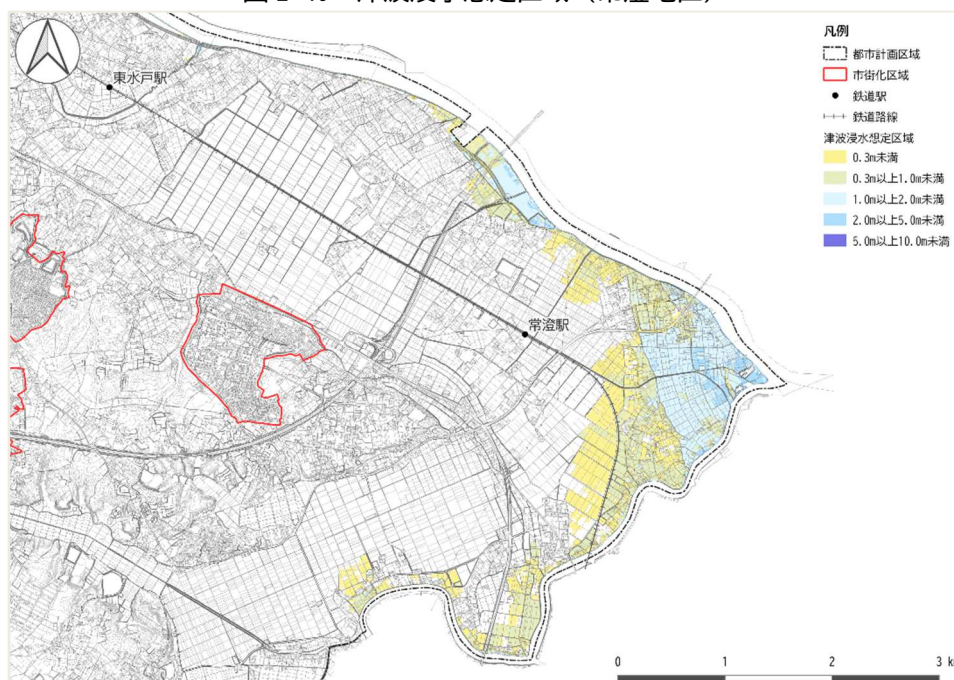 東水戸駅
常澄駅
凡例
都市計画区域
市街化区域
鉄道駅
鉄道路線
津波浸水想定区域
0.3m未満
0.3m以上1.0m未満
1.0m以上2.0m未満
2.0m以上5.0m未満
5.0m以上10.0m未満
0 1 2 3